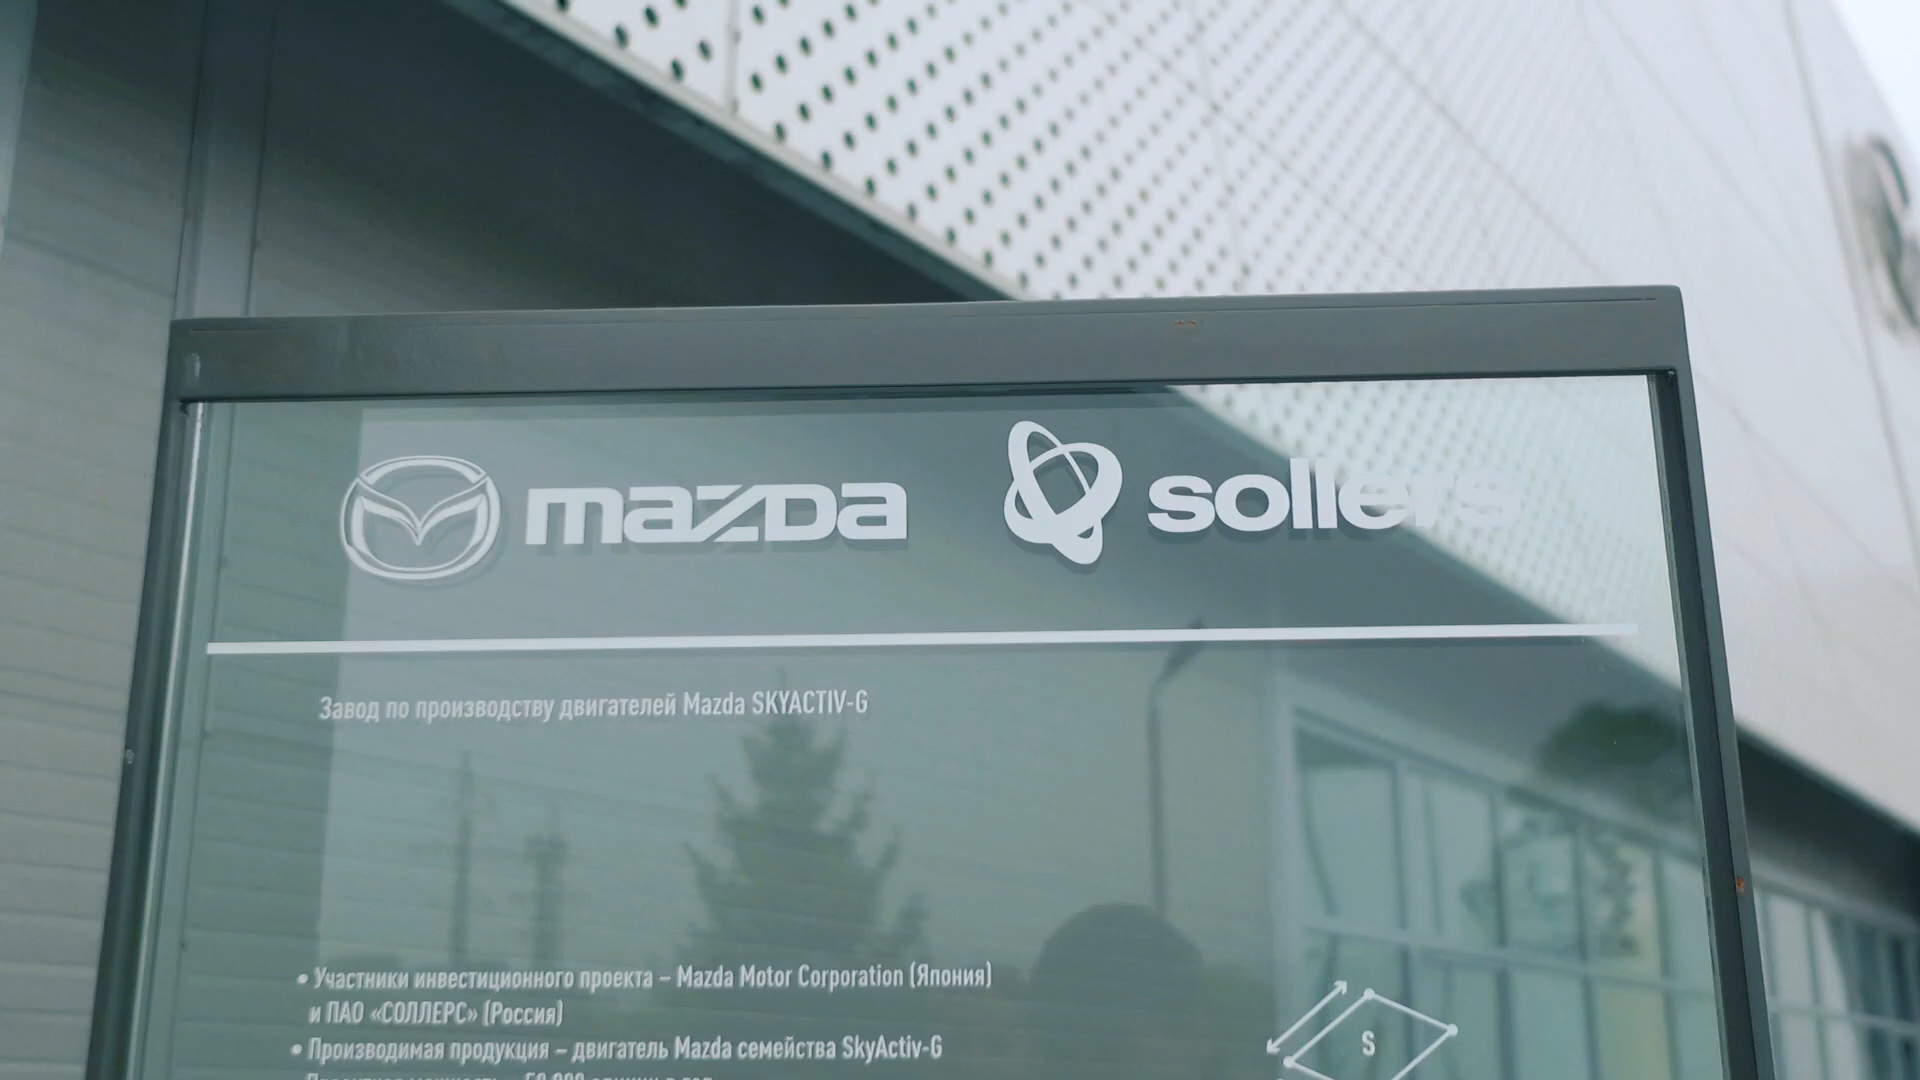 mazda sollers
Завод по производству двигателей Mazda SKYACTIV-G
• Участники инвестиционного проекта – Mazda Motor Corporation (Япония)
и ПАО «СОЛЛЕРС» (Россия)
• Производимая продукция – двигатель Mazda семейства SkyActiv-G
S